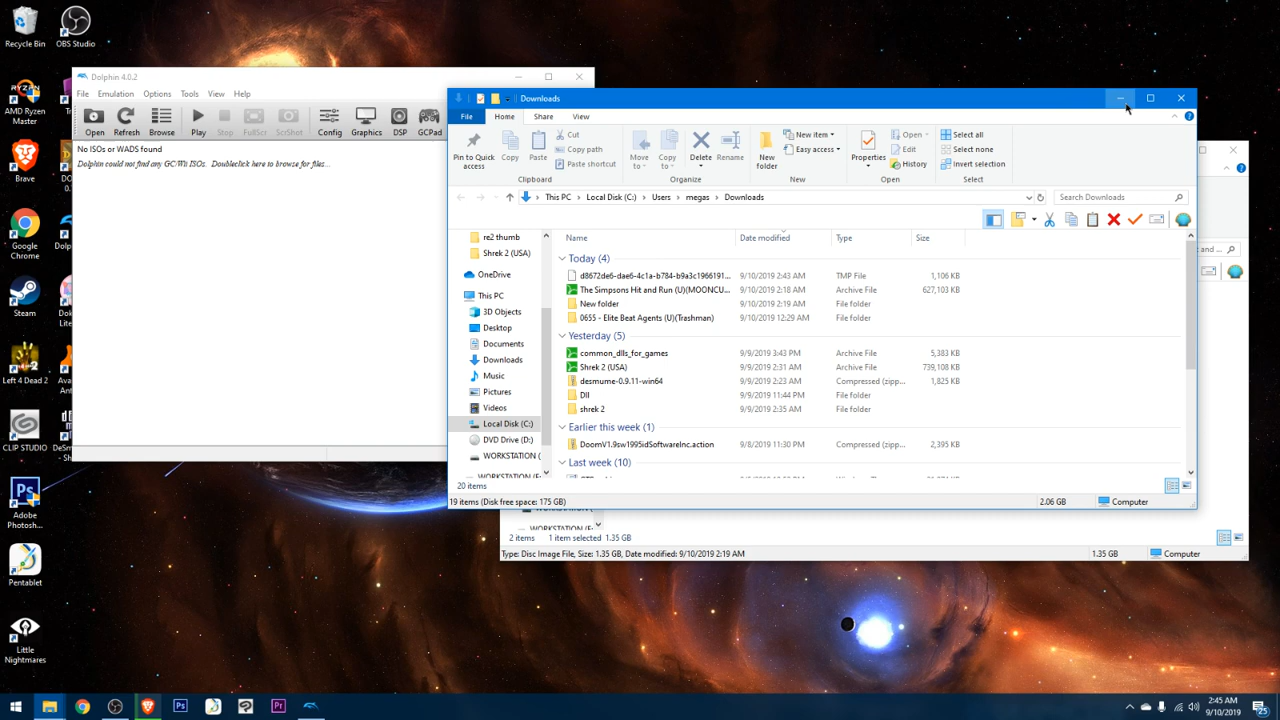 Recycle Bin
OBS Studio
AMD Ryzen
Master
Brave
Google
Chrome
Dolp
Steam
Left 4 Dead 2
CLIP STUDIO
DeSm
Adobe
Photosh...
Pentablet
Little
Nightmares
Dolphin 4.0.2
File Emulation Options Tools View Help
Open Refresh Browse Play Stop FullScr ScrShot Config Graphics DSP GCPad
No ISOs or WADS found
Dolphin could not find any GC/Wii ISOs. Doubleclick here to browse for files...
Downloads
File Home Share View
Pin to Quick
access
Copy
Paste
Cut
Copy path
Paste shortcut
Clipboard
Move
to
Copy
to
Delete
Rename
Organize
New
folder
New item
Easy access
New
Properties
Open
Edit
History
Open
Select all
Select none
Invert selection
Select
This PC Local Disk (C:) Users megas Downloads
Search Downloads
re2 thumb
Shrek 2 (USA)
OneDrive
This PC
3D Objects
Desktop
Documents
Downloads
Music
Pictures
Videos
Local Disk (C:)
DVD Drive (D:)
WORKSTATION (
WORKSTATION (E:
Name Date modified Type Size
Today (4)
d8672de6-dae6-4c1a-b784-b9a3c1966191... 9/10/2019 2:43 AM TMP File 1,106 KB
The Simpsons Hit and Run (U)(MOONCU... 9/10/2019 2:18 AM Archive File 627,103 KB
New folder 9/10/2019 2:19 AM File folder
0655 - Elite Beat Agents (U)(Trashman) 9/10/2019 12:29 AM File folder
Yesterday (5)
common_dlls_for_games 9/9/2019 3:43 PM Archive File 5,383 KB
Shrek 2 (USA) 9/9/2019 2:31 AM Archive File 739,108 KB
desmume-0.9.11-win64 9/9/2019 2:23 AM Compressed (zipp... 1,825 KB
Dll 9/9/2019 11:44 PM File folder
shrek 2 9/9/2019 2:35 AM File folder
Earlier this week (1)
DoomV1.9sw1995idSoftwareInc.action 9/8/2019 11:30 PM Compressed (zipp... 2,395 KB
Last week (10)
20 items
19 items (Disk free space: 175 GB) 2.06 GB Computer
and ...
WORKSTATION (E:
2 items 1 item selected 1.35 GB
Type: Disc Image File, Size: 1.35 GB, Date modified: 9/10/2019 2:19 AM 1.35 GB Computer
2:45 AM
9/10/2019
25